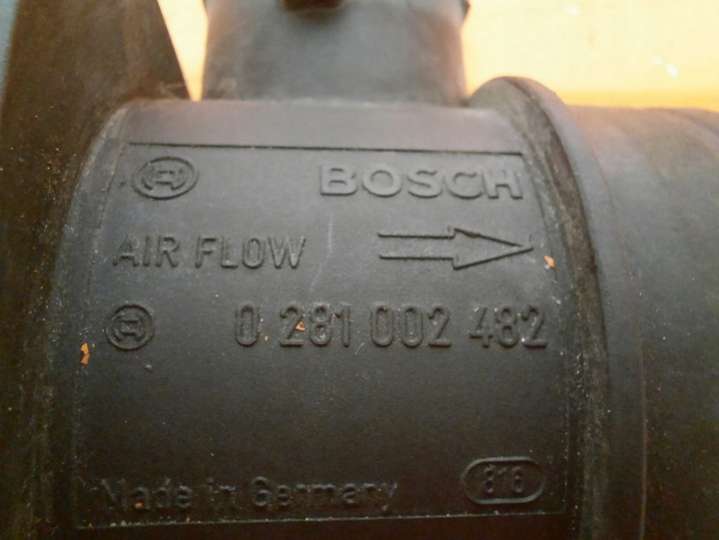 BOSCH
AIR FLOW
0 281 002 482
Made in Germany 816